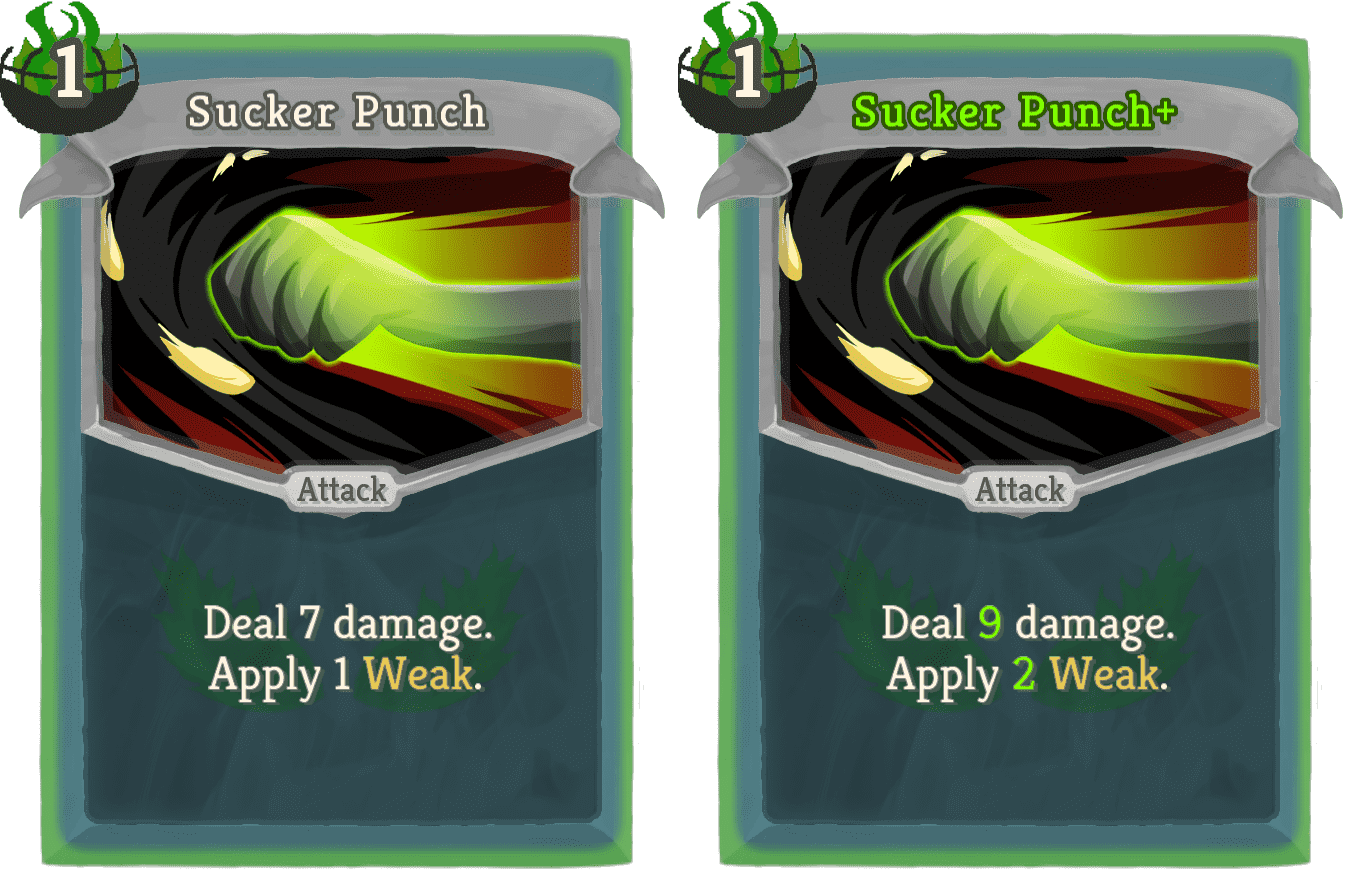 1
Sucker Punch
Attack
Deal 7 damage.
Apply 1 Weak.
1
Sucker Punch+
Attack
Deal 9 damage.
Apply 2 Weak.